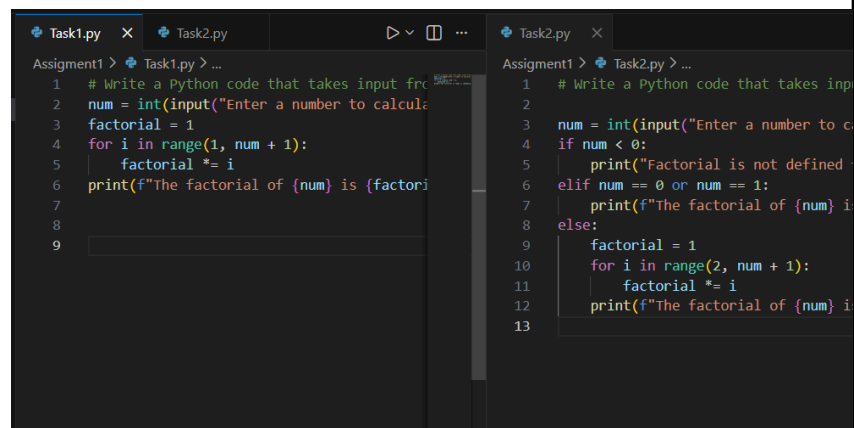 Task1.py
Task2.py
Assigment1 > Task1.py > ...
1 # Write a Python code that takes input fro
2 num = int(input("Enter a number to calcula
3 factorial = 1
4 for i in range(1, num + 1):
5     factorial *= i
6 print(f"The factorial of {num} is {factori
7
8
9
Task2.py
Assigment1 > Task2.py > ...
1 # Write a Python code that takes inpu
2
3 num = int(input("Enter a number to ca
4 if num < 0:
5     print("Factorial is not defined
6 elif num == 0 or num == 1:
7     print(f"The factorial of {num} is
8 else:
9     factorial = 1
10     for i in range(2, num + 1):
11         factorial *= i
12     print(f"The factorial of {num} i
13